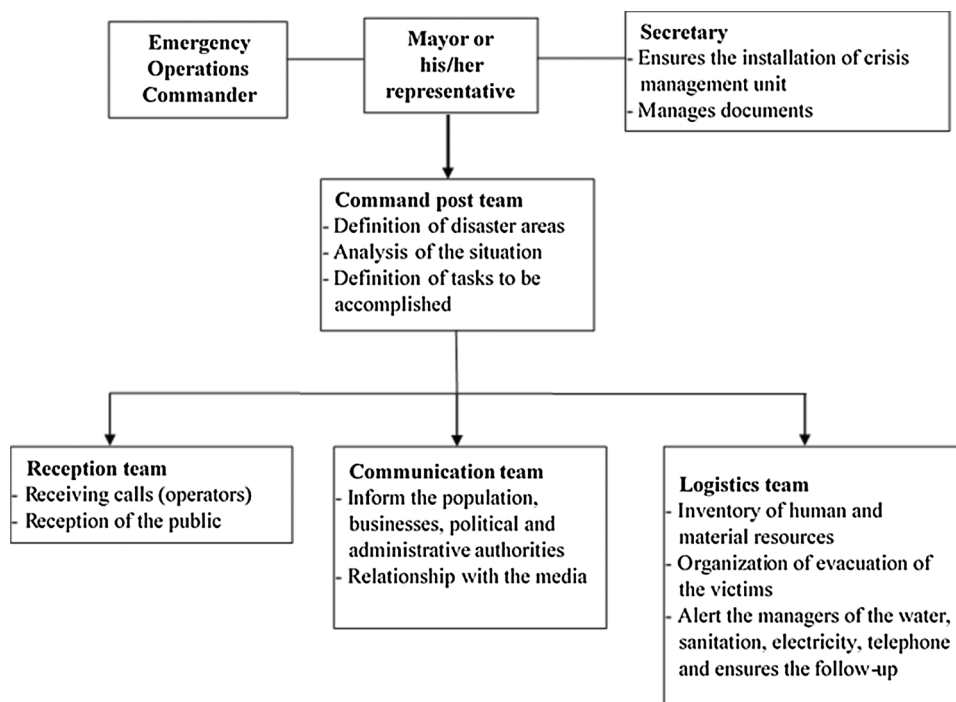 Emergency
Operations
Commander
Mayor or
his/her
representative
Secretary
- Ensures the installation of crisis
management unit
- Manages documents
Command post team
- Definition of disaster areas
- Analysis of the situation
- Definition of tasks to be
accomplished
Reception team
- Receiving calls (operators)
- Reception of the public
Communication team
- Inform the population,
businesses, political and
administrative authorities
- Relationship with the media
Logistics team
- Inventory of human and
material resources
- Organization of evacuation of
the victims
- Alert the managers of the water,
sanitation, electricity, telephone
and ensures the follow-up